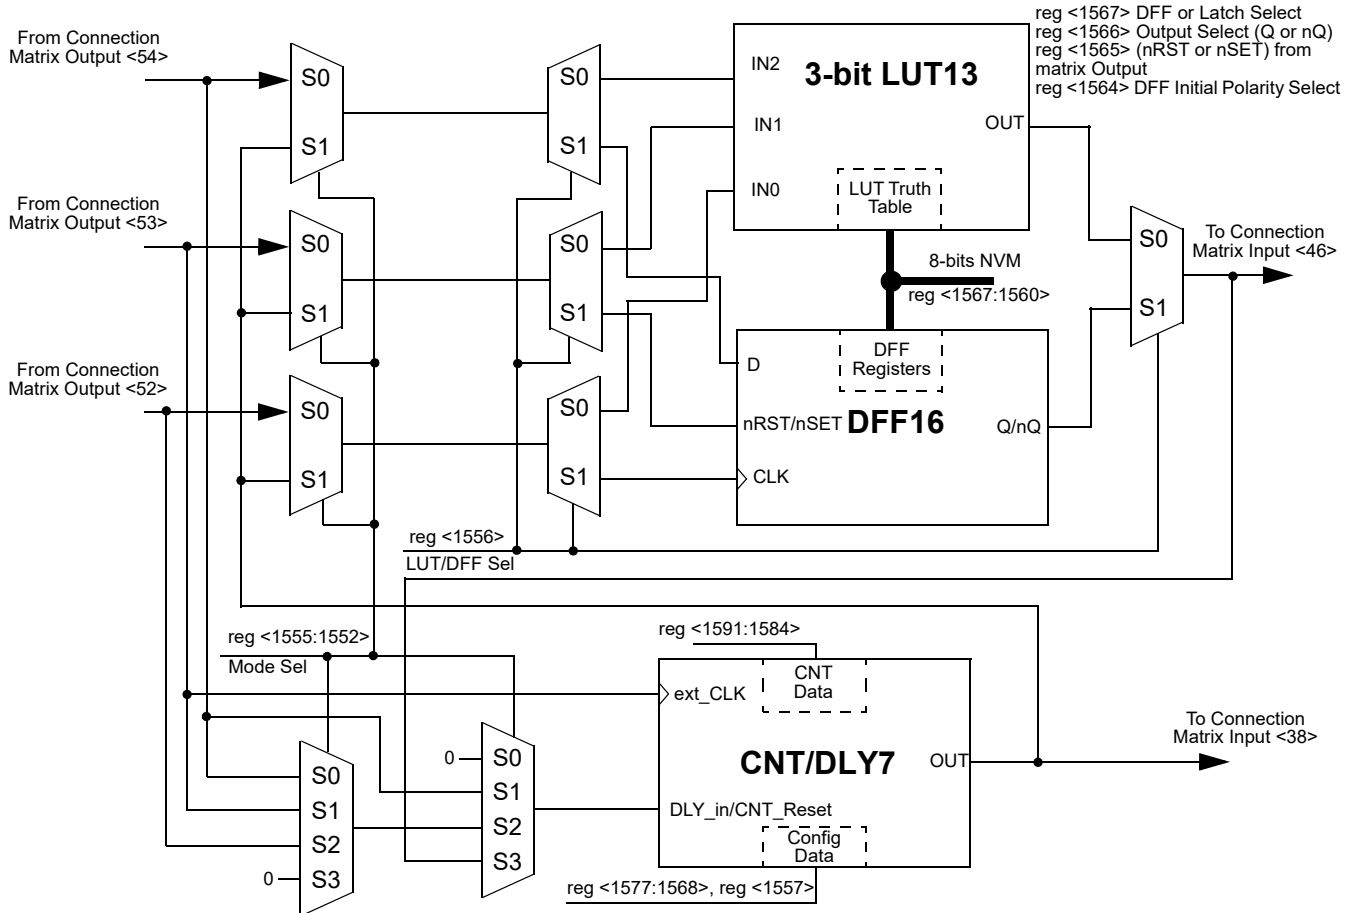 From Connection
Matrix Output <54>
S0
S1
S0
S1
IN2
3-bit LUT13
IN1
IN0
OUT
LUT Truth
Table
reg <1567> DFF or Latch Select
reg <1566> Output Select (Q or nQ)
reg <1565> (nRST or nSET) from
matrix Output
reg <1564> DFF Initial Polarity Select
From Connection
Matrix Output <53>
S0
S1
S0
S1
8-bits NVM
reg <1567:1560>
S0
S1
To Connection
Matrix Input <46>
From Connection
Matrix Output <52>
S0
S1
S0
S1
D
DFF
Registers
nRST/nSET
DFF16
Q/nQ
CLK
reg <1556>
LUT/DFF Sel
reg <1555:1552>
Mode Sel
reg <1591:1584>
CNT
Data
ext_CLK
CNT/DLY7
OUT
To Connection
Matrix Input <38>
DLY_in/CNT_Reset
Config
Data
0
S0
S1
S2
S3
S0
S1
S2
0
S3
reg <1577:1568>, reg <1557>